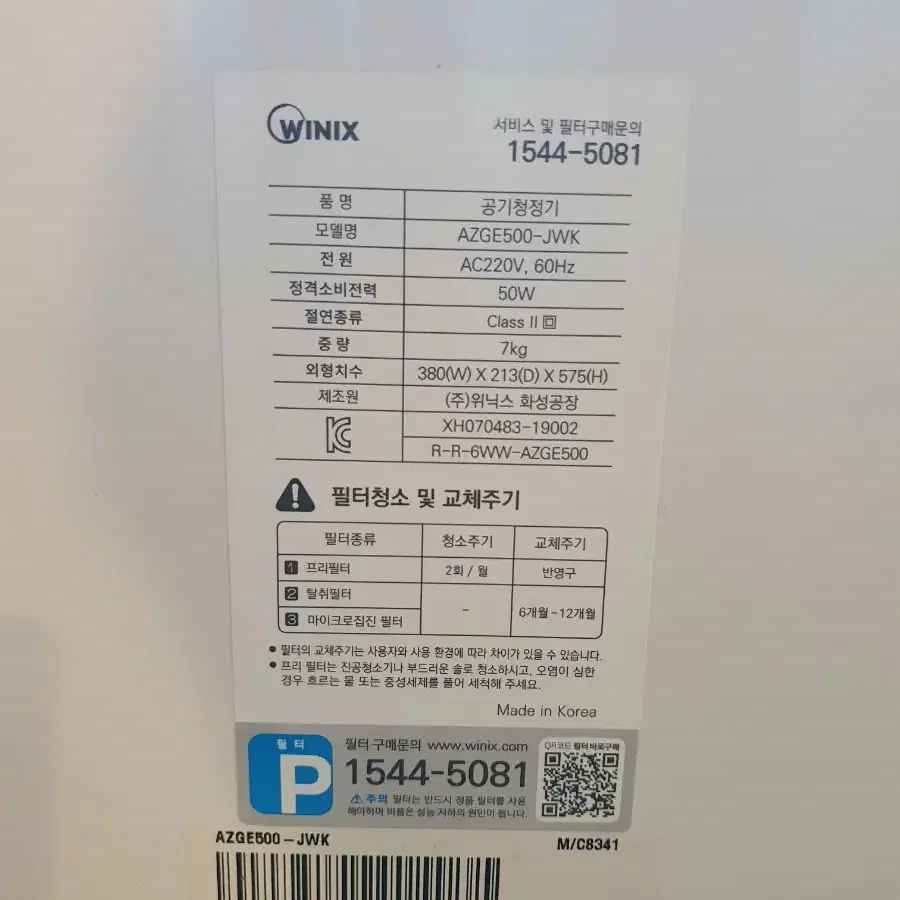 WINIX
서비스 및 필터구매문의
1544-5081
품 명 공기청정기
모델명 AZGE500-JWK
전 원 AC220V, 60Hz
정격소비전력 50W
절연종류 Class II
중 량 7kg
외형치수 380(W) X 213(D) X 575(H)
제조원 (주)위닉스 화성공장
XH070483-19002
R-R-6WW-AZGE500
필터청소 및 교체주기
필터종류 청소주기 교체주기
1 프리필터 2회 / 월 반영구
2 탈취필터
- 6개월~12개월
3 마이크로집진 필터
● 필터의 교체주기는 사용자와 사용 환경에 따라 차이가 있을 수 있습니다.
● 프리 필터는 진공청소기나 부드러운 솔로 청소하시고, 오염이 심한
경우 흐르는 물 또는 중성세제를 풀어 세척해 주세요.
Made in Korea
필 터
P
필터 구매문의 www.winix.com
1544-5081
주의 필터는 반드시 정품 필터를 사용
해야하며 비품은 성능 저하의 원인이 됩니다.
QR코드 필터 바로구매
AZGE500-JWK M/C8341